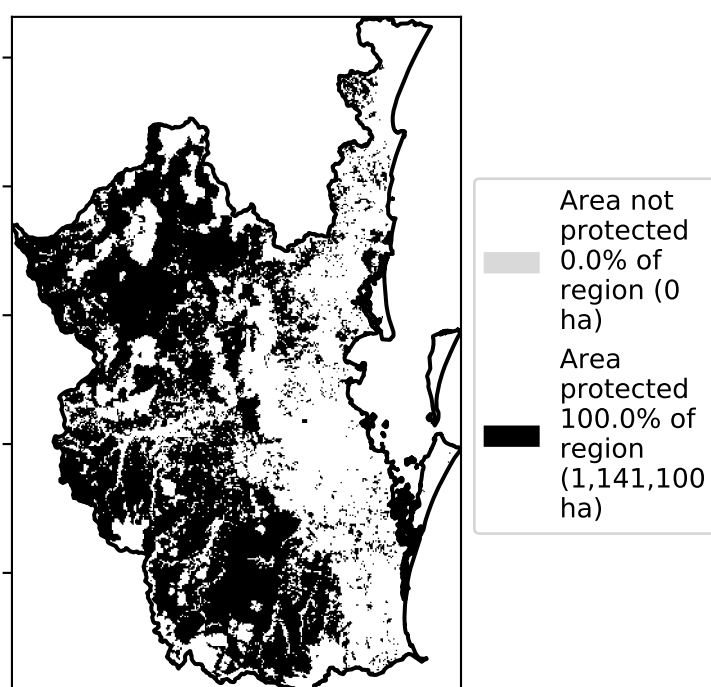 Area not
protected
0.0% of
region (0
ha)
Area
protected
100.0% of
region
(1,141,100
ha)